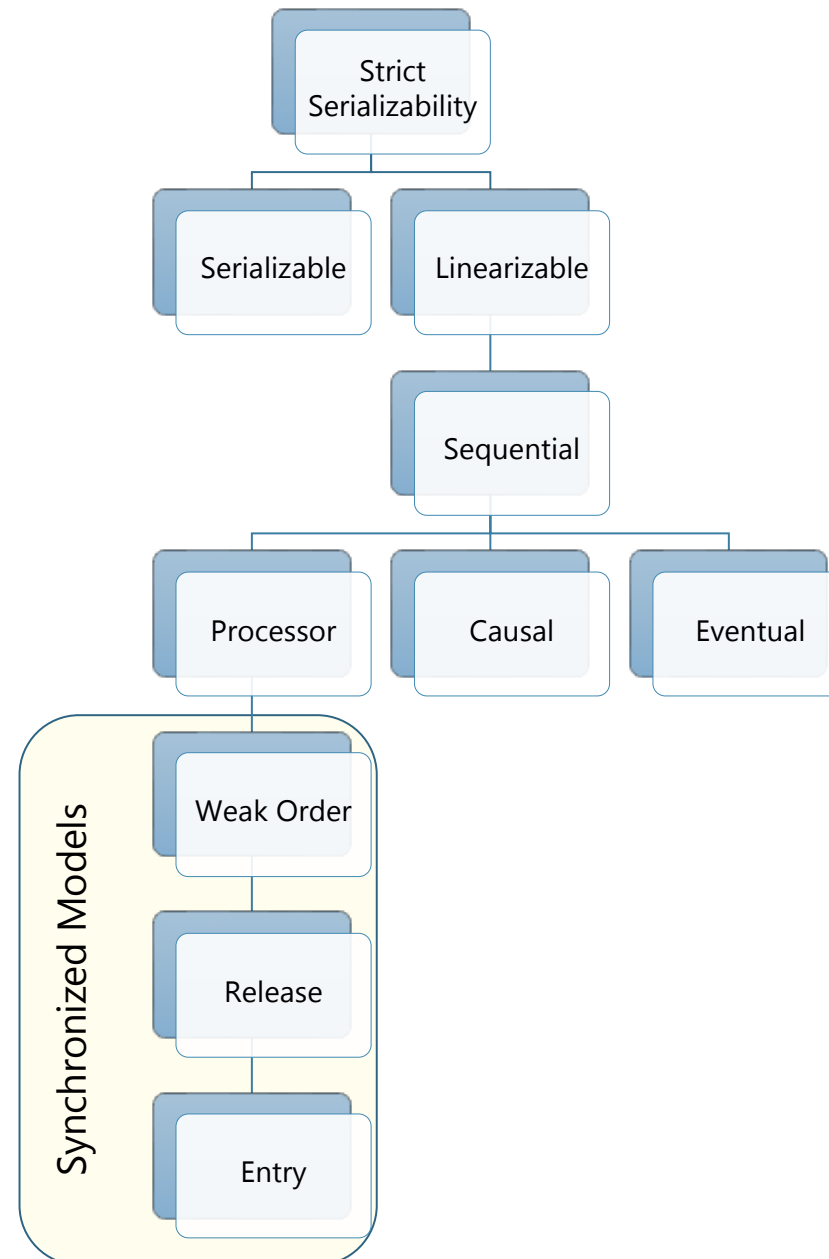 Strict
Serializability
Serializable
Linearizable
Sequential
Processor
Causal
Eventual
Synchronized Models
Weak Order
Release
Entry